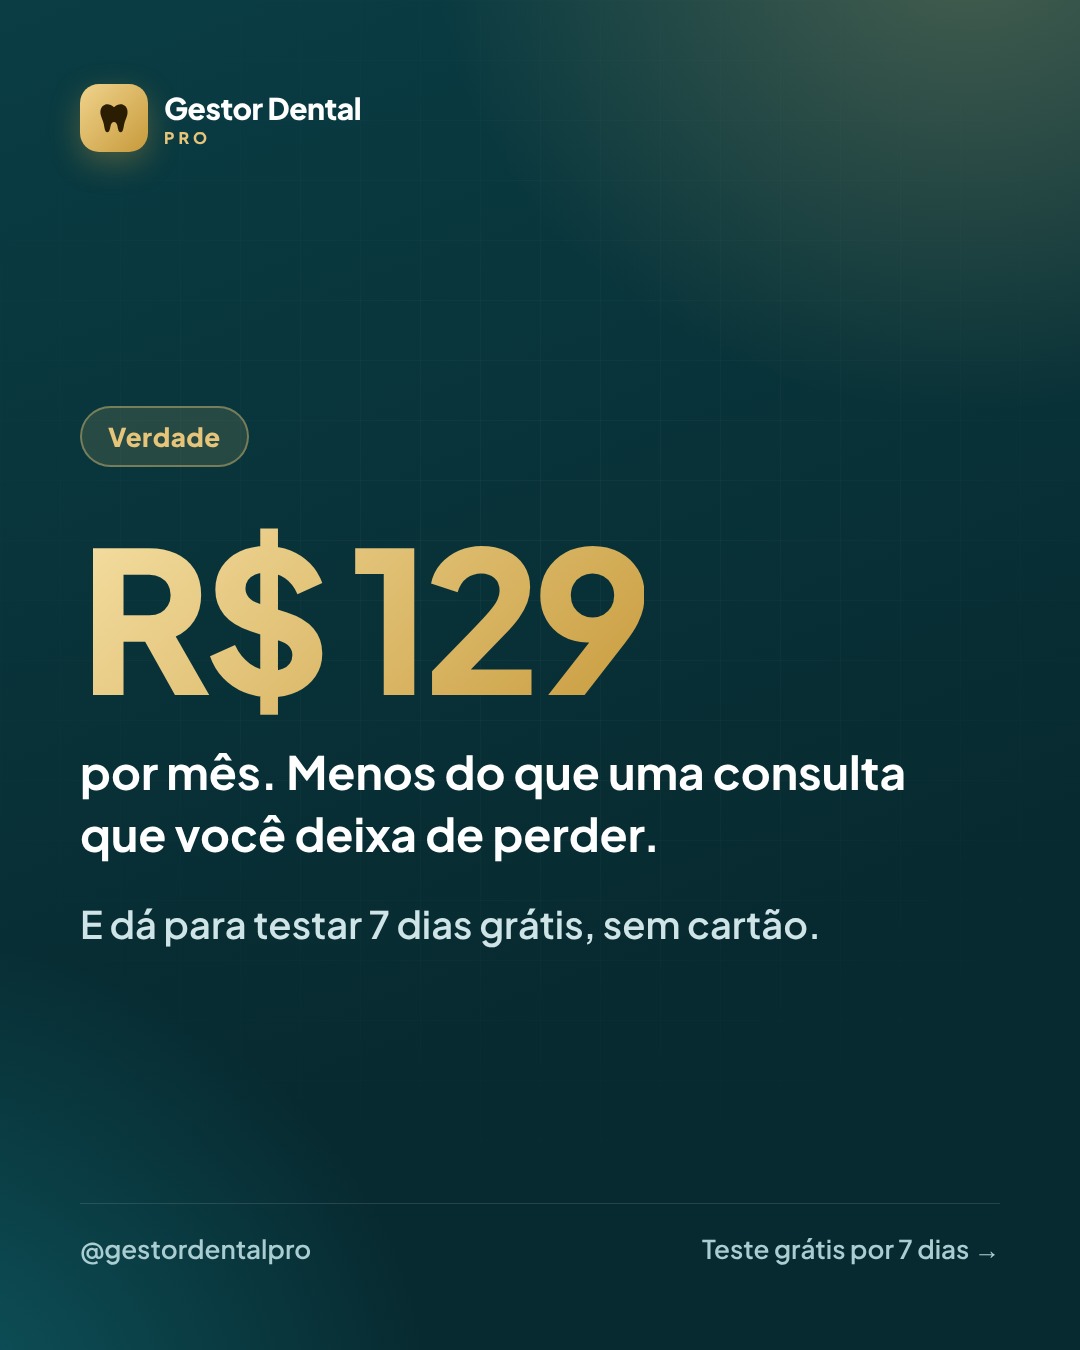 Gestor Dental
PRO
Verdade
R$ 129
por mês. Menos do que uma consulta
que você deixa de perder.
E dá para testar 7 dias grátis, sem cartão.
@gestordentalpro
Teste grátis por 7 dias →